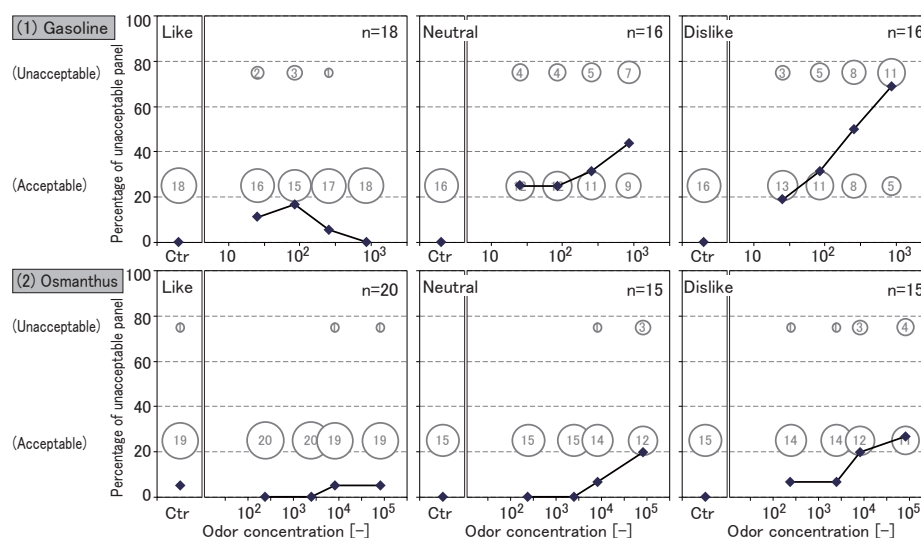 (1) Gasoline
100
80
60
40
20
0
Percentage of unacceptable panel
(Unacceptable)
(Acceptable)
Like
n=18
2
3
1
18
16
15
17
18
Ctr
10
10²
10³
Neutral
n=16
4
4
5
7
16
12
12
11
9
Ctr
10
10²
10³
Dislike
n=16
3
5
8
11
16
13
11
8
5
Ctr
10
10²
10³
(2) Osmanthus
100
80
60
40
20
0
Percentage of unacceptable panel
(Unacceptable)
(Acceptable)
Like
n=20
1
1
1
19
20
20
19
19
Ctr
10²
10³
10⁴
10⁵
Odor concentration [-]
Neutral
n=15
1
3
15
15
15
14
12
Ctr
10²
10³
10⁴
10⁵
Odor concentration [-]
Dislike
n=15
1
1
3
4
15
14
14
12
11
Ctr
10²
10³
10⁴
10⁵
Odor concentration [-]